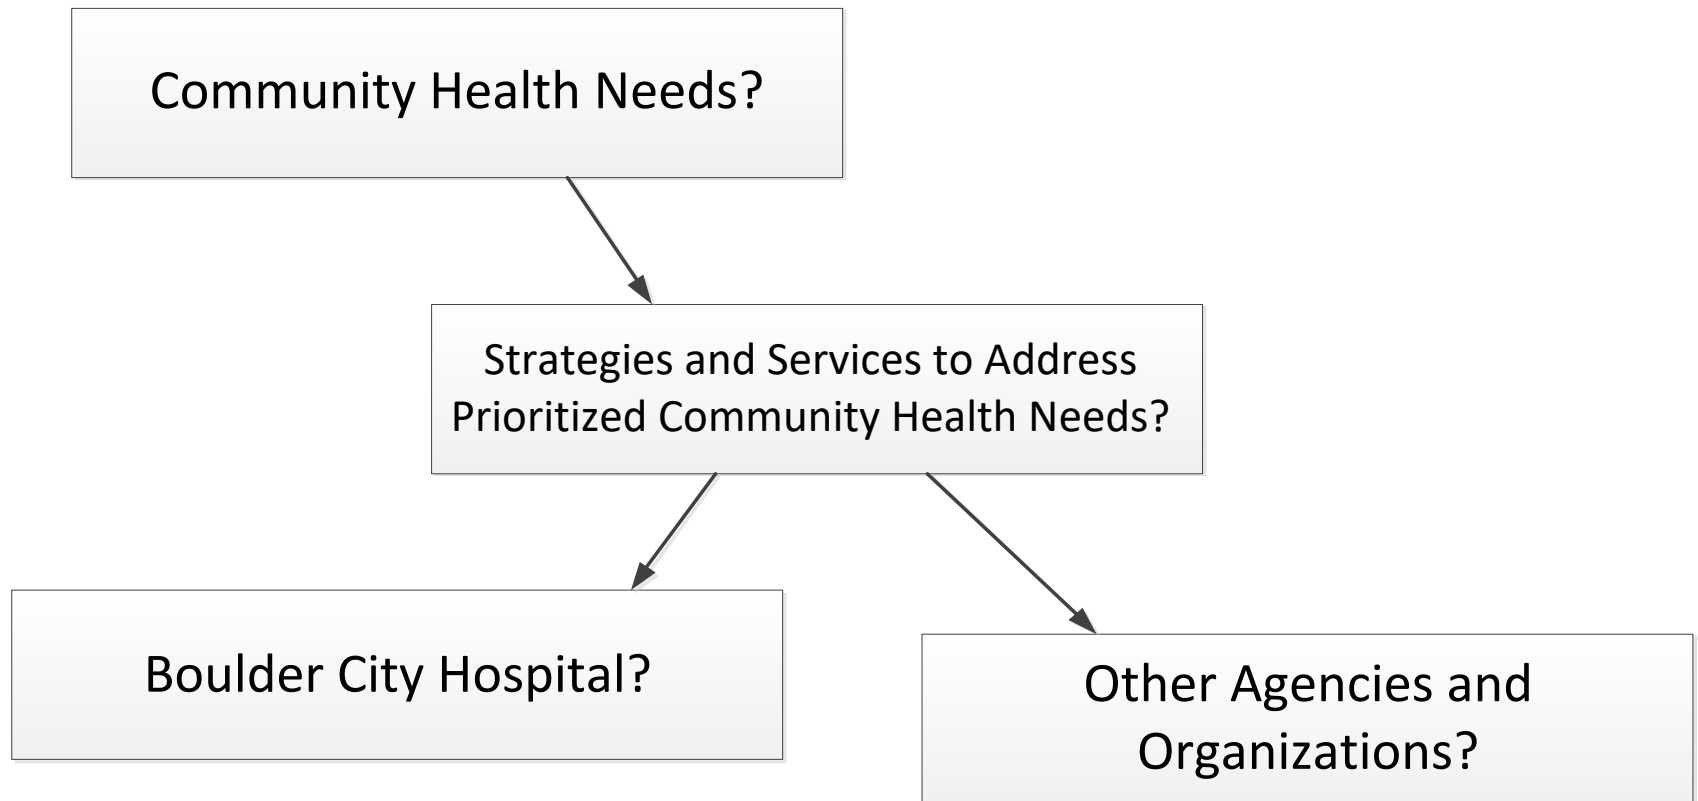 Community Health Needs?
Strategies and Services to Address
Prioritized Community Health Needs?
Boulder City Hospital?
Other Agencies and
Organizations?